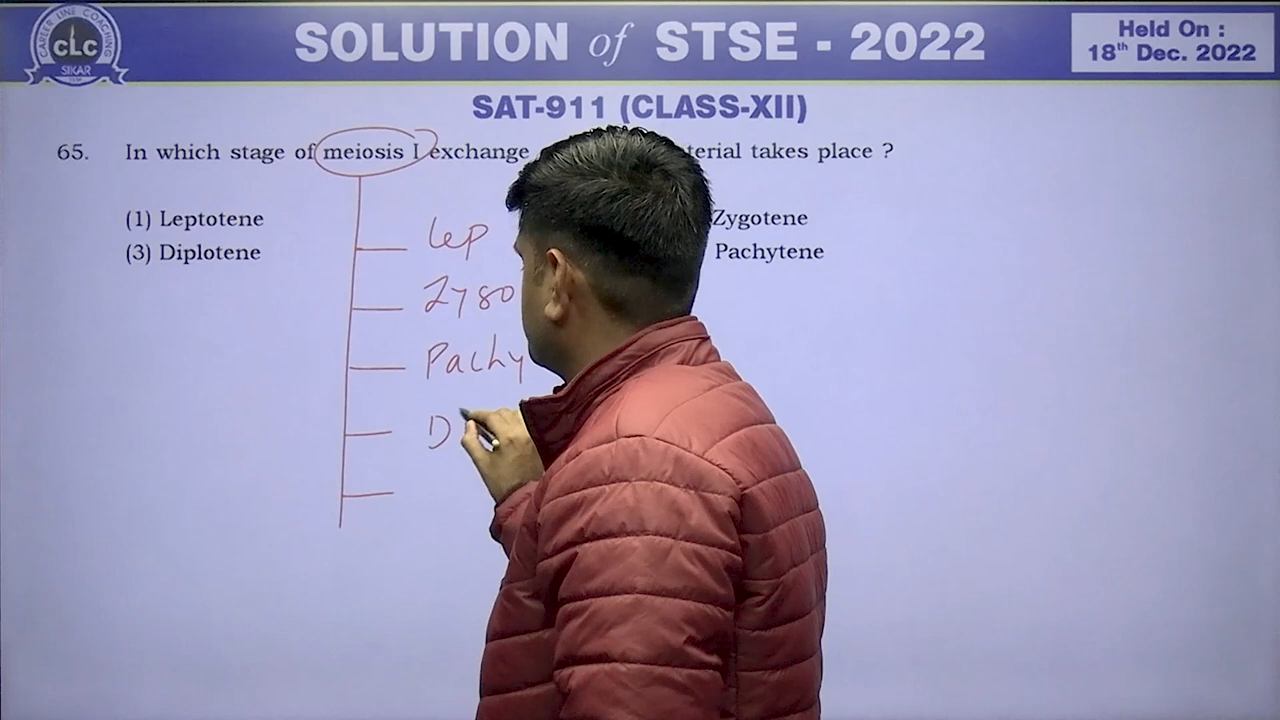 CAREER LINE COACHING
CLC
SIKAR
SOLUTION of STSE - 2022
Held On :
18th Dec. 2022
SAT-911 (CLASS-XII)
65. In which stage of meiosis I exchange terial takes place ?
(1) Leptotene Zygotene
(3) Diplotene Pachytene
Lep
Zygo
Pachy
D